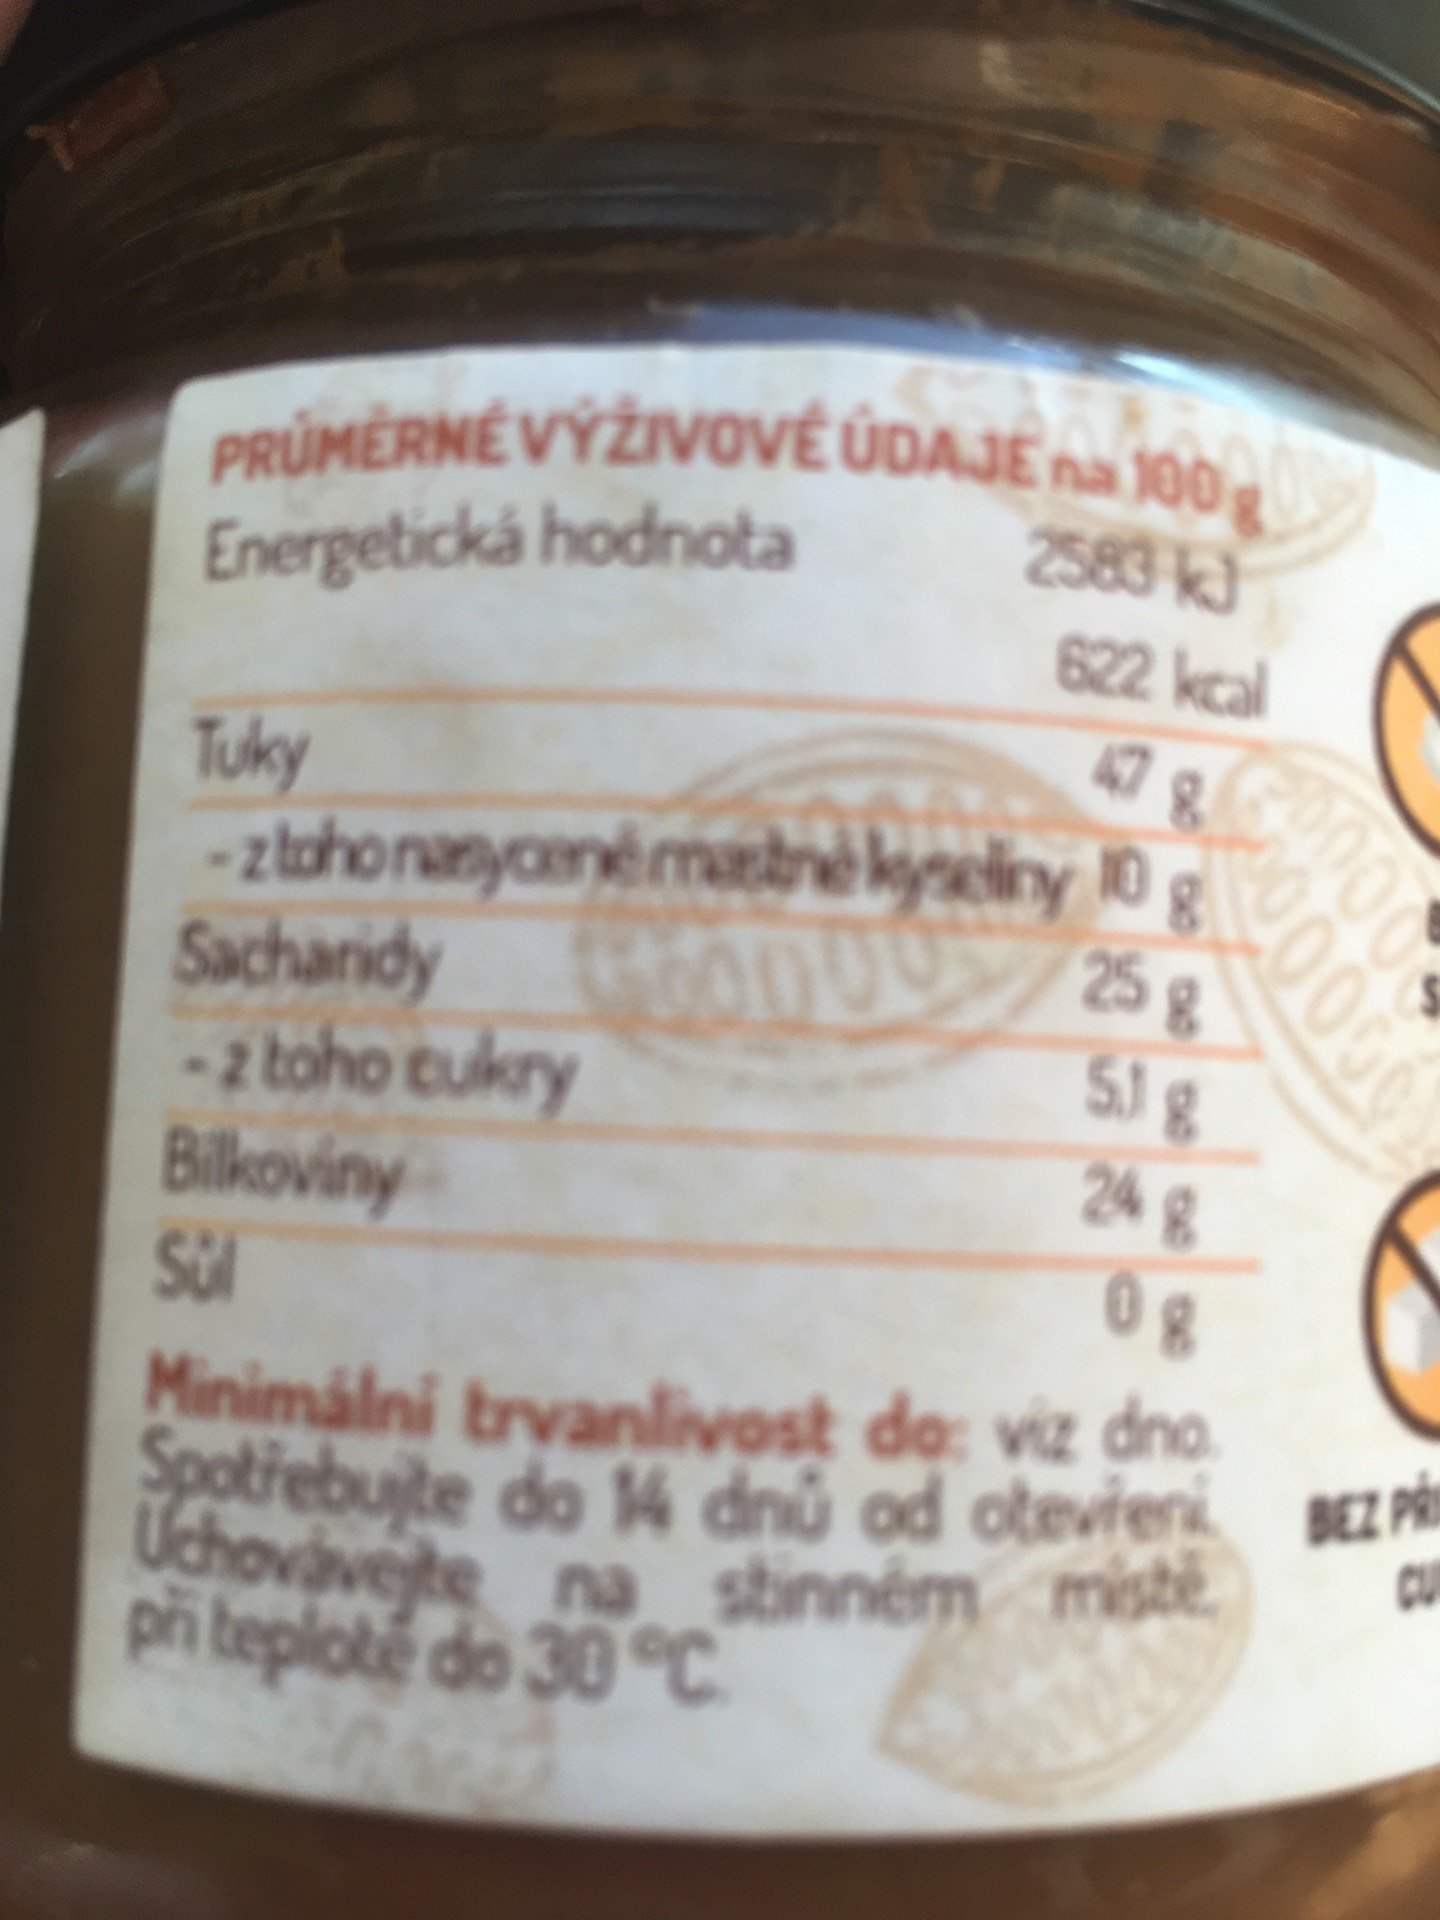 PRŮMĚRNÉ VÝŽIVOVÉ ÚDAJE na 100 g
Energetická hodnota 2583 kJ
622 kcal
Tuky 47 g
- z toho nasycené mastné kyseliny 10 g
Sacharidy 25 g
- z toho cukry 5,1 g
Bílkoviny 24 g
Sůl 0 g
Minimální trvanlivost do: viz dno.
Spotřebujte do 14 dnů od otevření.
Uchovávejte na stinném místě,
při teplotě do 30 °C.
BEZ